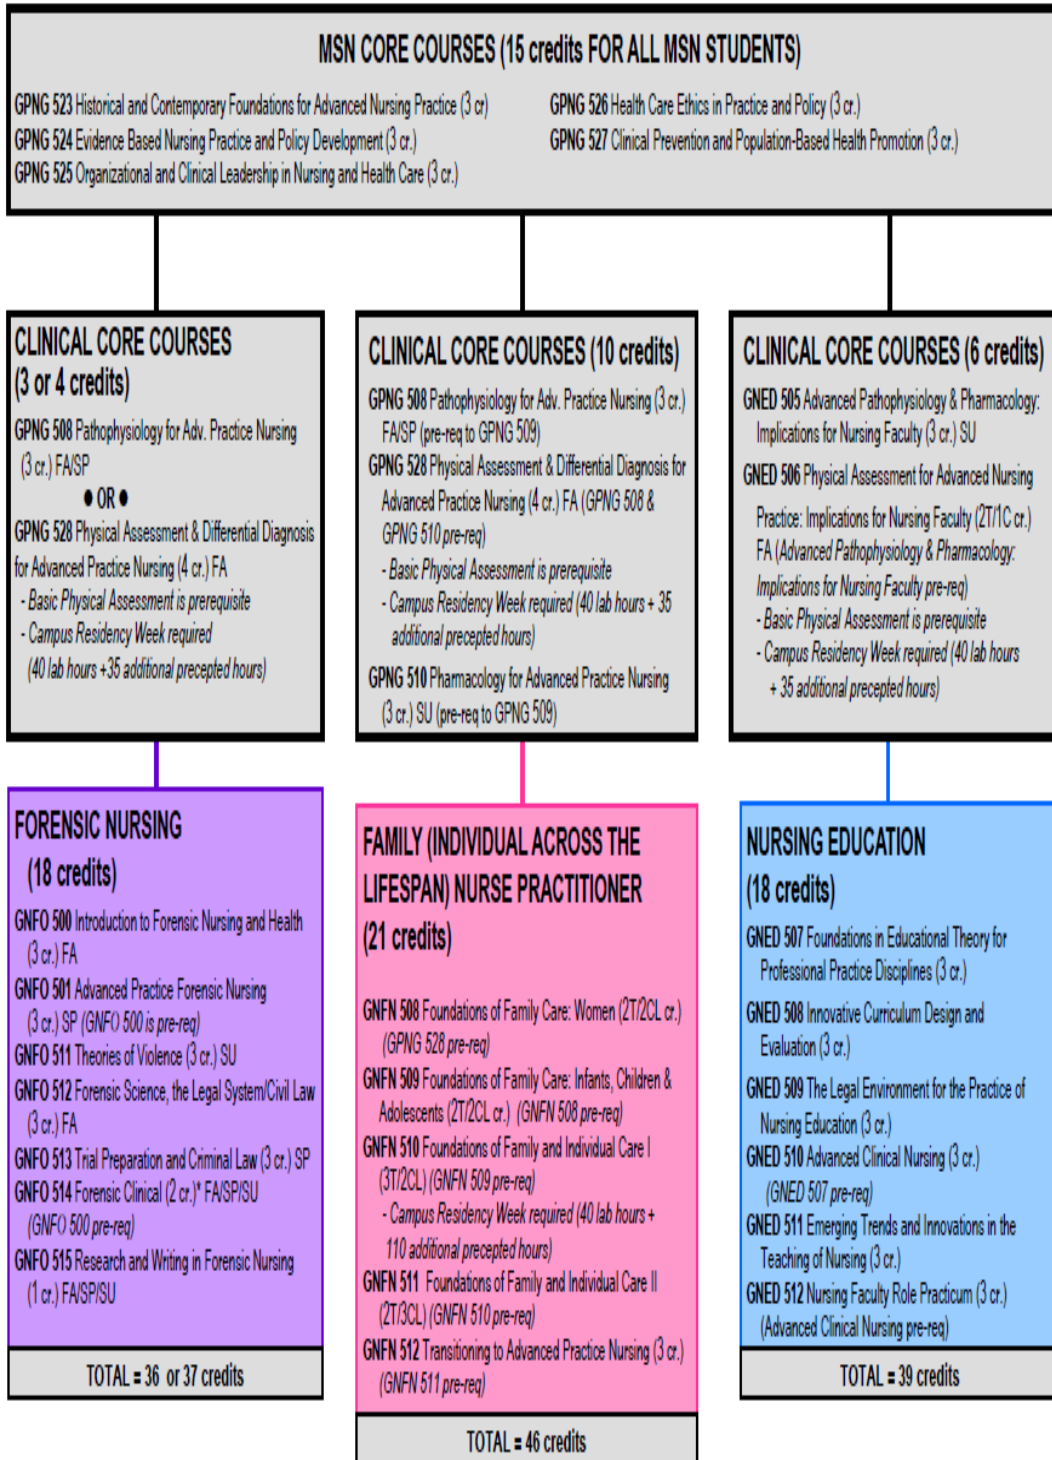 MSN CORE COURSES (15 credits FOR ALL MSN STUDENTS)
GPNG 523 Historical and Contemporary Foundations for Advanced Nursing Practice (3 cr)
GPNG 524 Evidence Based Nursing Practice and Policy Development (3 cr.)
GPNG 525 Organizational and Clinical Leadership in Nursing and Health Care (3 cr.)
GPNG 526 Health Care Ethics in Practice and Policy (3 cr.)
GPNG 527 Clinical Prevention and Population-Based Health Promotion (3 cr.)
CLINICAL CORE COURSES
(3 or 4 credits)
GPNG 508 Pathophysiology for Adv. Practice Nursing
(3 cr.) FA/SP
● OR ●
GPNG 528 Physical Assessment & Differential Diagnosis
for Advanced Practice Nursing (4 cr.) FA
- Basic Physical Assessment is prerequisite
- Campus Residency Week required
(40 lab hours +35 additional precepted hours)
CLINICAL CORE COURSES (10 credits)
GPNG 508 Pathophysiology for Adv. Practice Nursing (3 cr.)
FA/SP (pre-req to GPNG 509)
GPNG 528 Physical Assessment & Differential Diagnosis for
Advanced Practice Nursing (4 cr.) FA (GPNG 508 &
GPNG 510 pre-req)
- Basic Physical Assessment is prerequisite
- Campus Residency Week required (40 lab hours + 35
additional precepted hours)
GPNG 510 Pharmacology for Advanced Practice Nursing
(3 cr.) SU (pre-req to GPNG 509)
CLINICAL CORE COURSES (6 credits)
GNED 505 Advanced Pathophysiology & Pharmacology:
Implications for Nursing Faculty (3 cr.) SU
GNED 506 Physical Assessment for Advanced Nursing
Practice: Implications for Nursing Faculty (2T/1C cr.)
FA (Advanced Pathophysiology & Pharmacology:
Implications for Nursing Faculty pre-req)
- Basic Physical Assessment is prerequisite
- Campus Residency Week required (40 lab hours
+ 35 additional precepted hours)
FORENSIC NURSING
(18 credits)
GNFO 500 Introduction to Forensic Nursing and Health
(3 cr.) FA
GNFO 501 Advanced Practice Forensic Nursing
(3 cr.) SP (GNFO 500 is pre-req)
GNFO 511 Theories of Violence (3 cr.) SU
GNFO 512 Forensic Science, the Legal System/Civil Law
(3 cr.) FA
GNFO 513 Trial Preparation and Criminal Law (3 cr.) SP
GNFO 514 Forensic Clinical (2 cr.)* FA/SP/SU
(GNFO 500 pre-req)
GNFO 515 Research and Writing in Forensic Nursing
(1 cr.) FA/SP/SU
TOTAL = 36 or 37 credits
FAMILY (INDIVIDUAL ACROSS THE
LIFESPAN) NURSE PRACTITIONER
(21 credits)
GNFN 508 Foundations of Family Care: Women (2T/2CL cr.)
(GPNG 528 pre-req)
GNFN 509 Foundations of Family Care: Infants, Children &
Adolescents (2T/2CL cr.) (GNFN 508 pre-req)
GNFN 510 Foundations of Family and Individual Care I
(3T/2CL) (GNFN 509 pre-req)
- Campus Residency Week required (40 lab hours +
110 additional precepted hours)
GNFN 511 Foundations of Family and Individual Care II
(2T/3CL) (GNFN 510 pre-req)
GNFN 512 Transitioning to Advanced Practice Nursing (3 cr.)
(GNFN 511 pre-req)
TOTAL = 46 credits
NURSING EDUCATION
(18 credits)
GNED 507 Foundations in Educational Theory for
Professional Practice Disciplines (3 cr.)
GNED 508 Innovative Curriculum Design and
Evaluation (3 cr.)
GNED 509 The Legal Environment for the Practice of
Nursing Education (3 cr.)
GNED 510 Advanced Clinical Nursing (3 cr.)
(GNED 507 pre-req)
GNED 511 Emerging Trends and Innovations in the
Teaching of Nursing (3 cr.)
GNED 512 Nursing Faculty Role Practicum (3 cr.)
(Advanced Clinical Nursing pre-req)
TOTAL = 39 credits